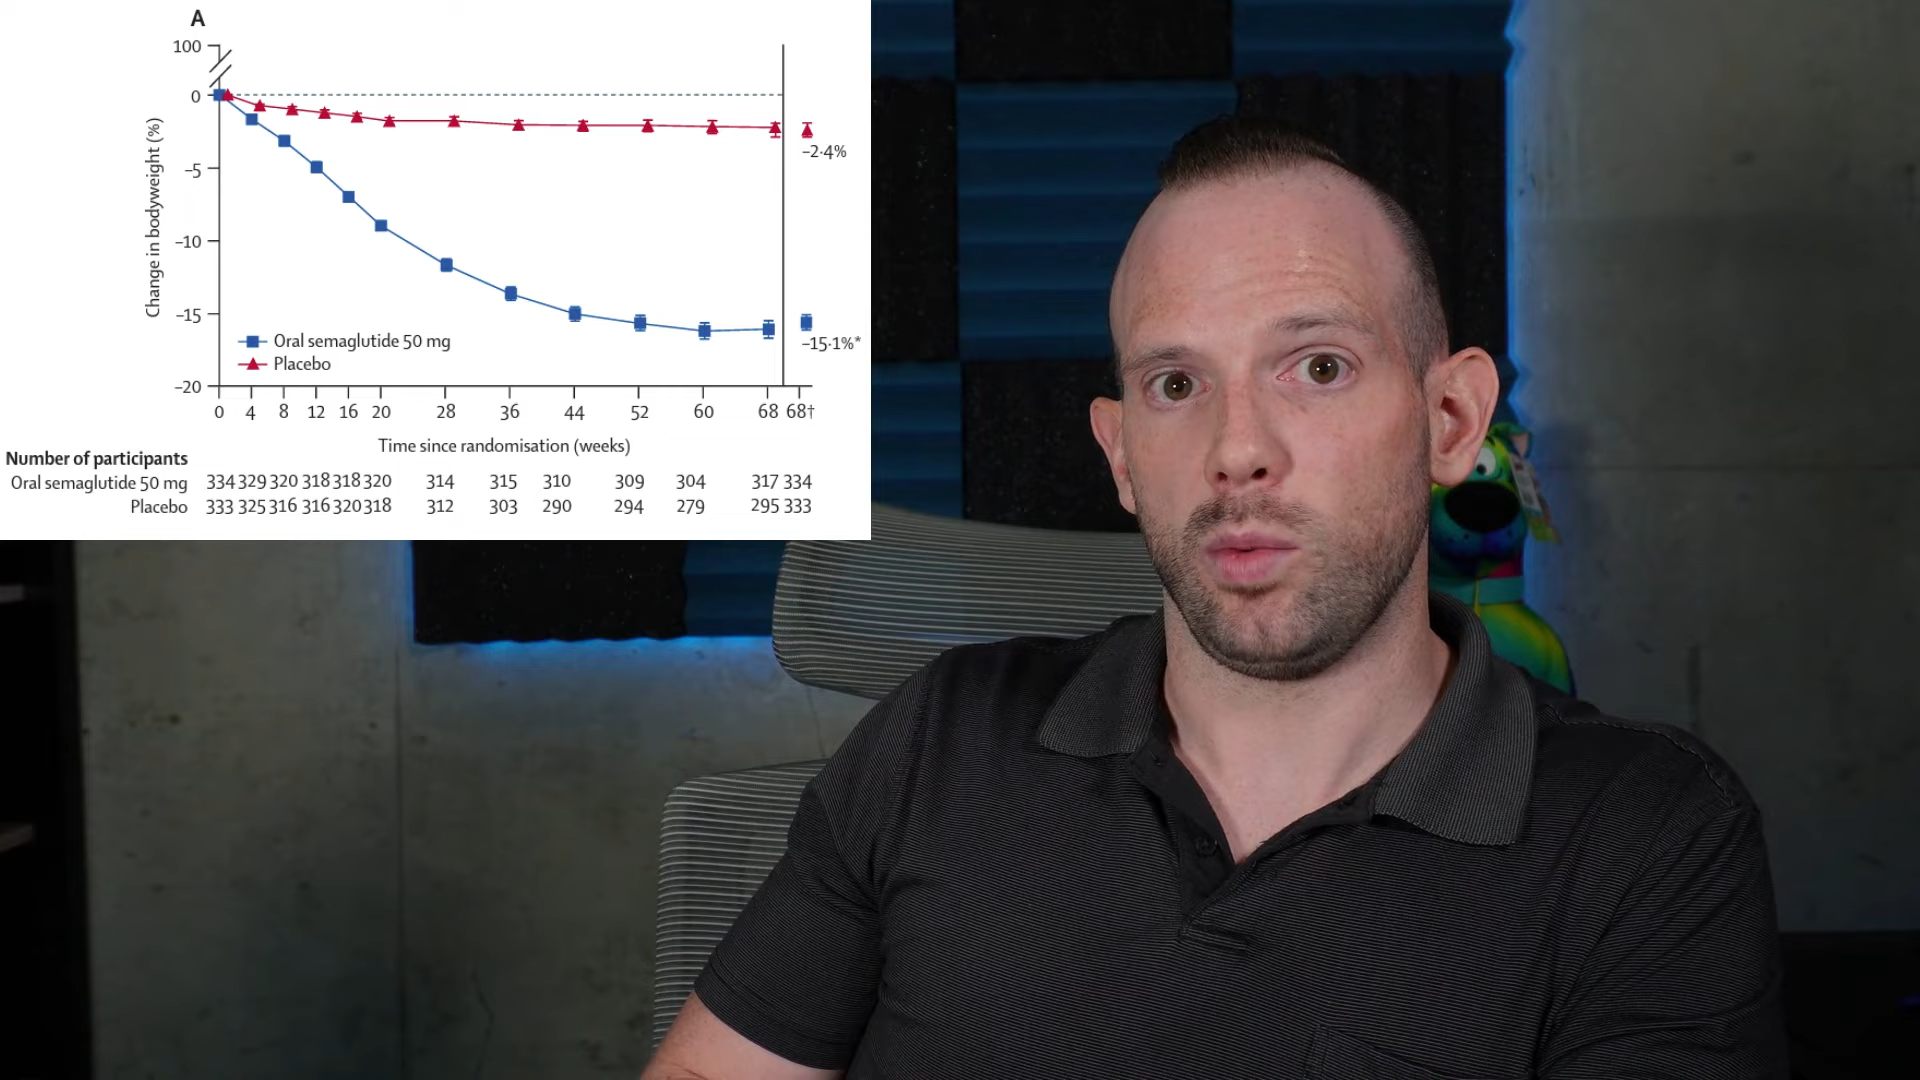 A
100
0
−5
−10
−15
−20
Change in bodyweight (%)
−2·4%
−15·1%*
Oral semaglutide 50 mg
Placebo
0 4 8 12 16 20 28 36 44 52 60 68 68†
Time since randomisation (weeks)
Number of participants
Oral semaglutide 50 mg 334 329 320 318 318 320 314 315 310 309 304 317 334
Placebo 333 325 316 316 320 318 312 303 290 294 279 295 333